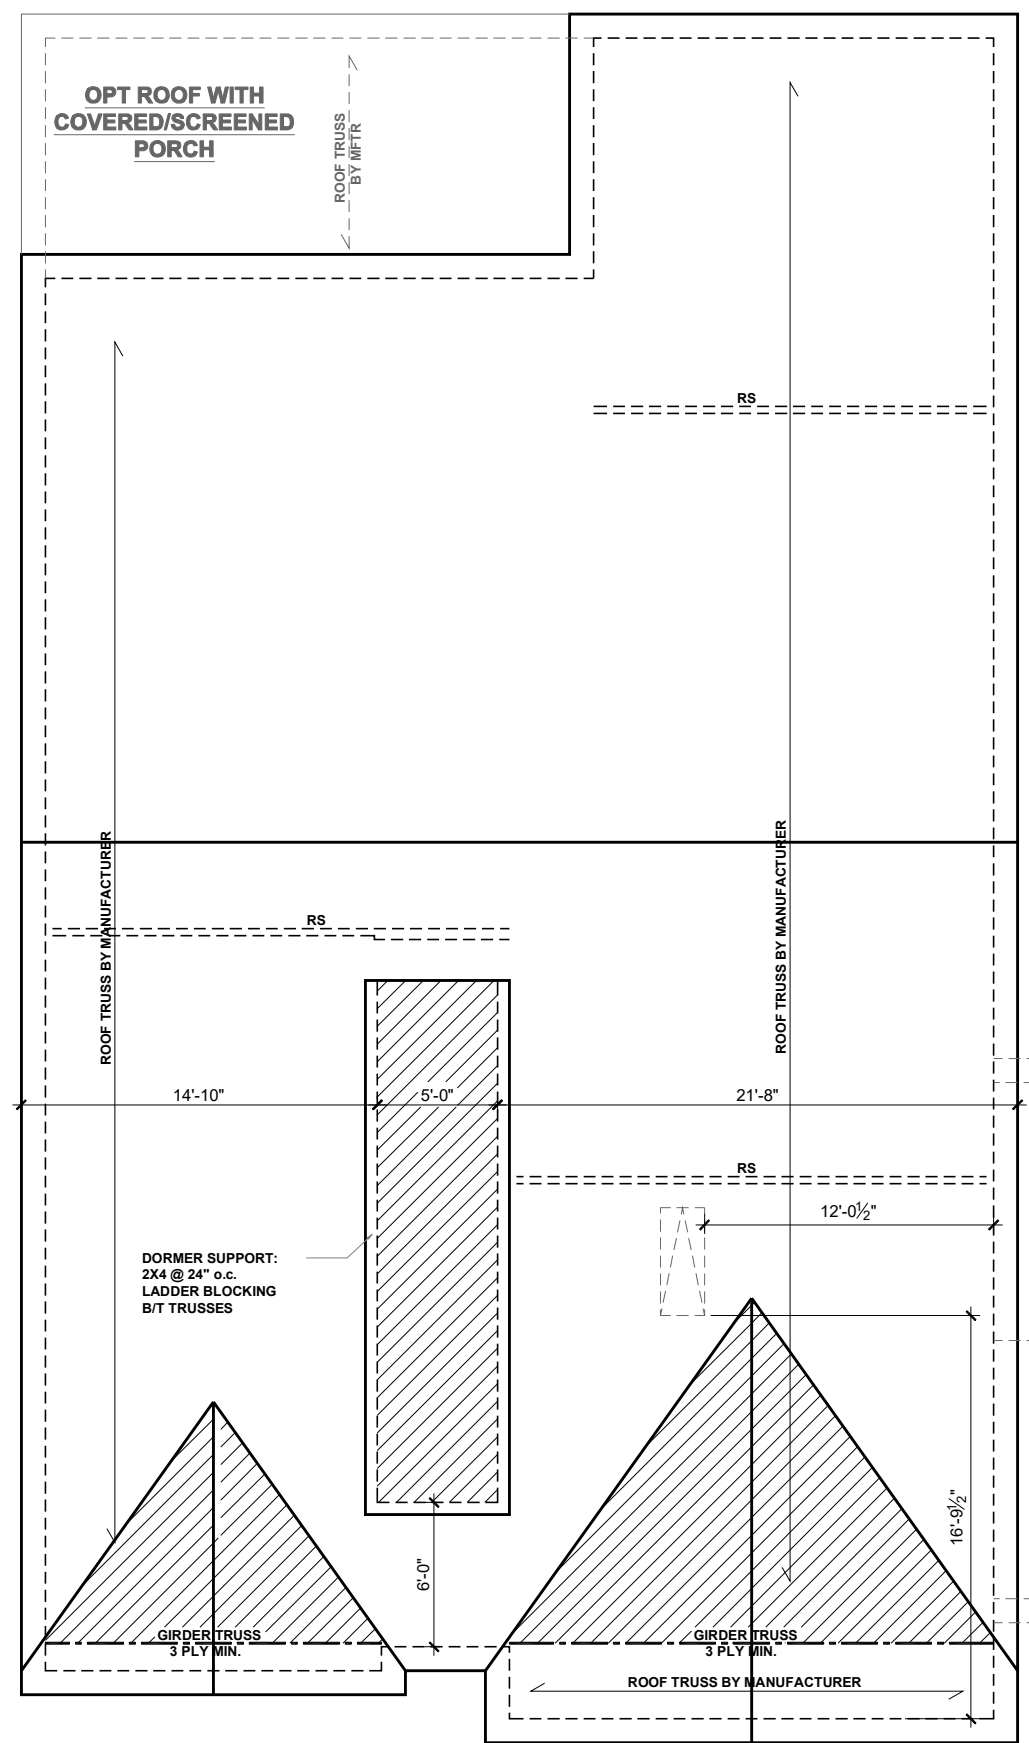 OPT ROOF WITH
COVERED/SCREENED
PORCH
ROOF TRUSS
BY MFTR
RS
ROOF TRUSS BY MANUFACTURER
ROOF TRUSS BY MANUFACTURER
RS
14'-10"
5'-0"
21'-8"
RS
12'-0½"
DORMER SUPPORT:
2X4 @ 24" o.c.
LADDER BLOCKING
B/T TRUSSES
16'-9½"
6'-0"
GIRDER TRUSS
3 PLY MIN.
GIRDER TRUSS
3 PLY MIN.
ROOF TRUSS BY MANUFACTURER